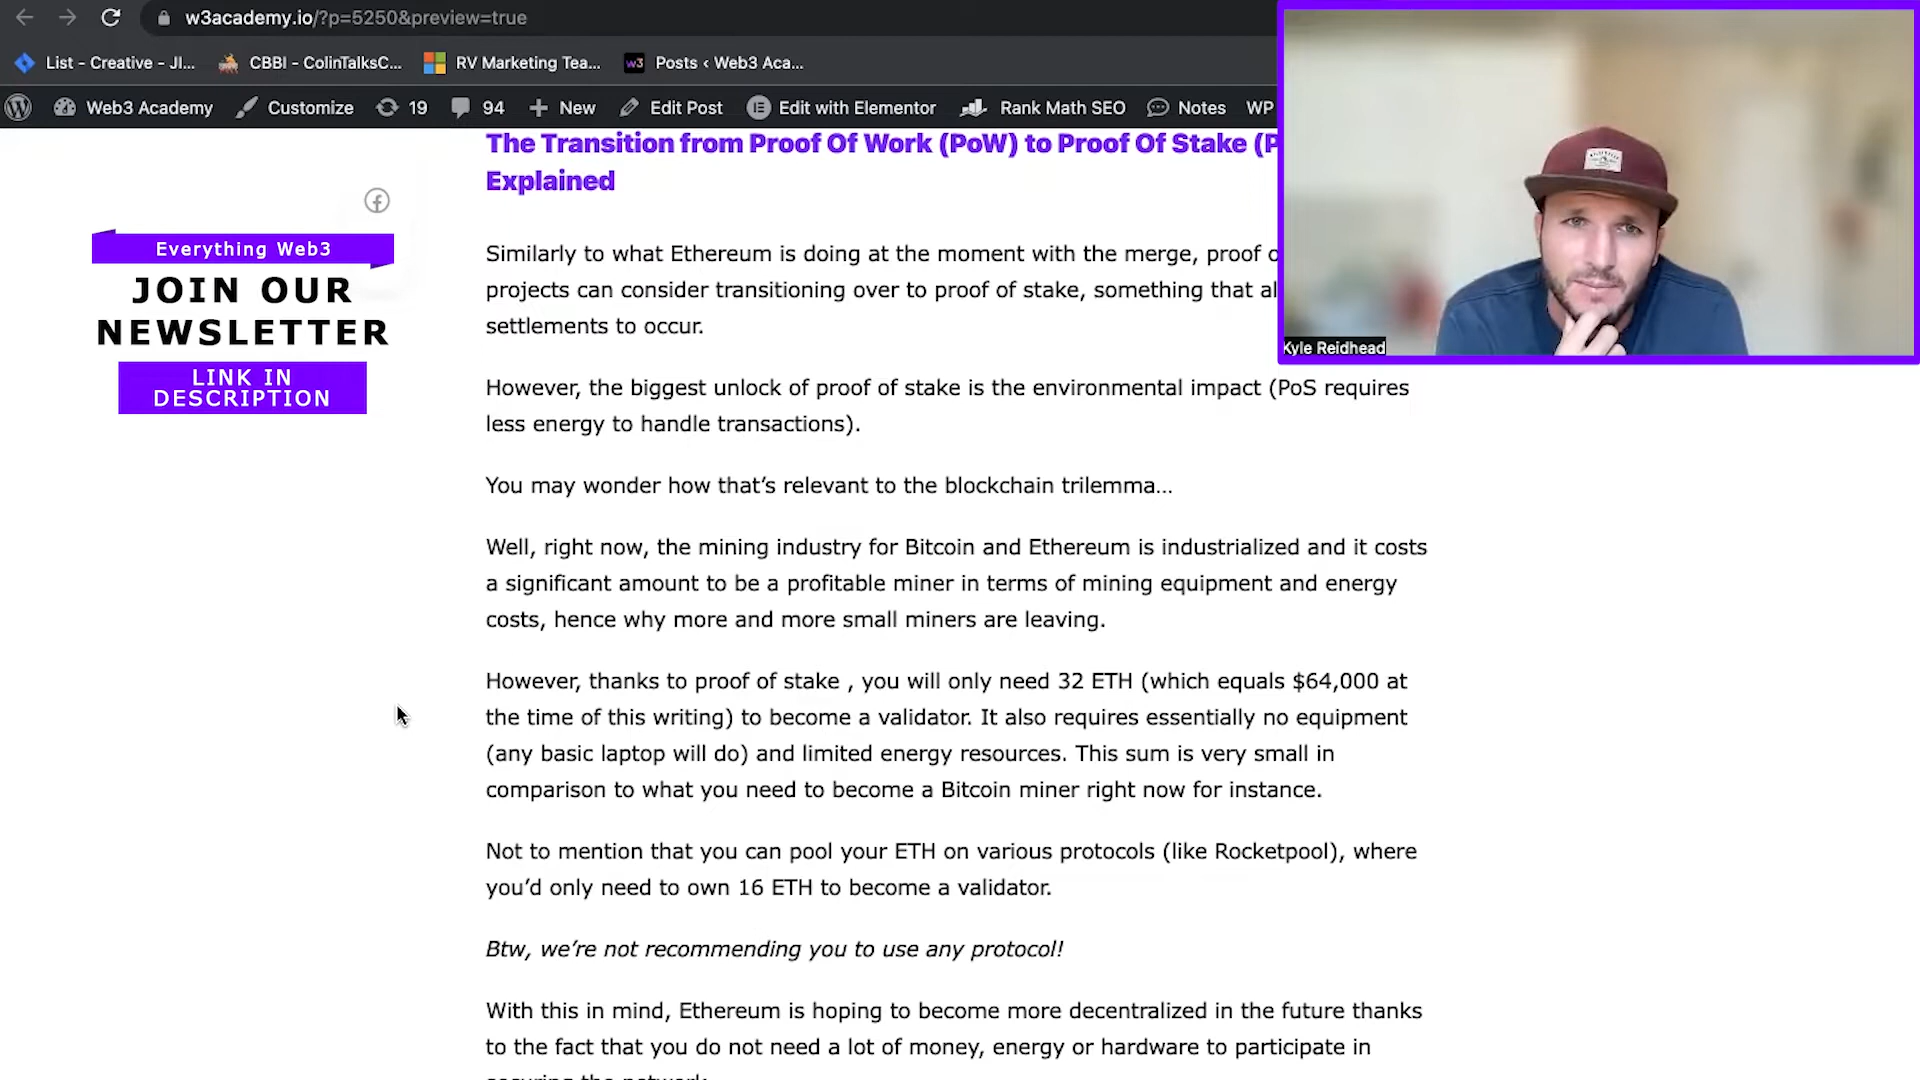 w3academy.io/?p=5250&preview=true
List - Creative - JI...
CBBI - ColinTalksC...
RV Marketing Tea...
w3
Posts ‹ Web3 Aca...
Web3 Academy
Customize
19
94
New
Edit Post
Edit with Elementor
Rank Math SEO
Notes
WP
The Transition from Proof Of Work (PoW) to Proof Of Stake (P
Explained
Everything Web3
JOIN OUR
NEWSLETTER
LINK IN
DESCRIPTION
Similarly to what Ethereum is doing at the moment with the merge, proof o
projects can consider transitioning over to proof of stake, something that al
settlements to occur.
However, the biggest unlock of proof of stake is the environmental impact (PoS requires
less energy to handle transactions).
You may wonder how that’s relevant to the blockchain trilemma…
Well, right now, the mining industry for Bitcoin and Ethereum is industrialized and it costs
a significant amount to be a profitable miner in terms of mining equipment and energy
costs, hence why more and more small miners are leaving.
However, thanks to proof of stake , you will only need 32 ETH (which equals $64,000 at
the time of this writing) to become a validator. It also requires essentially no equipment
(any basic laptop will do) and limited energy resources. This sum is very small in
comparison to what you need to become a Bitcoin miner right now for instance.
Not to mention that you can pool your ETH on various protocols (like Rocketpool), where
you’d only need to own 16 ETH to become a validator.
Btw, we’re not recommending you to use any protocol!
With this in mind, Ethereum is hoping to become more decentralized in the future thanks
to the fact that you do not need a lot of money, energy or hardware to participate in
Kyle Reidhead